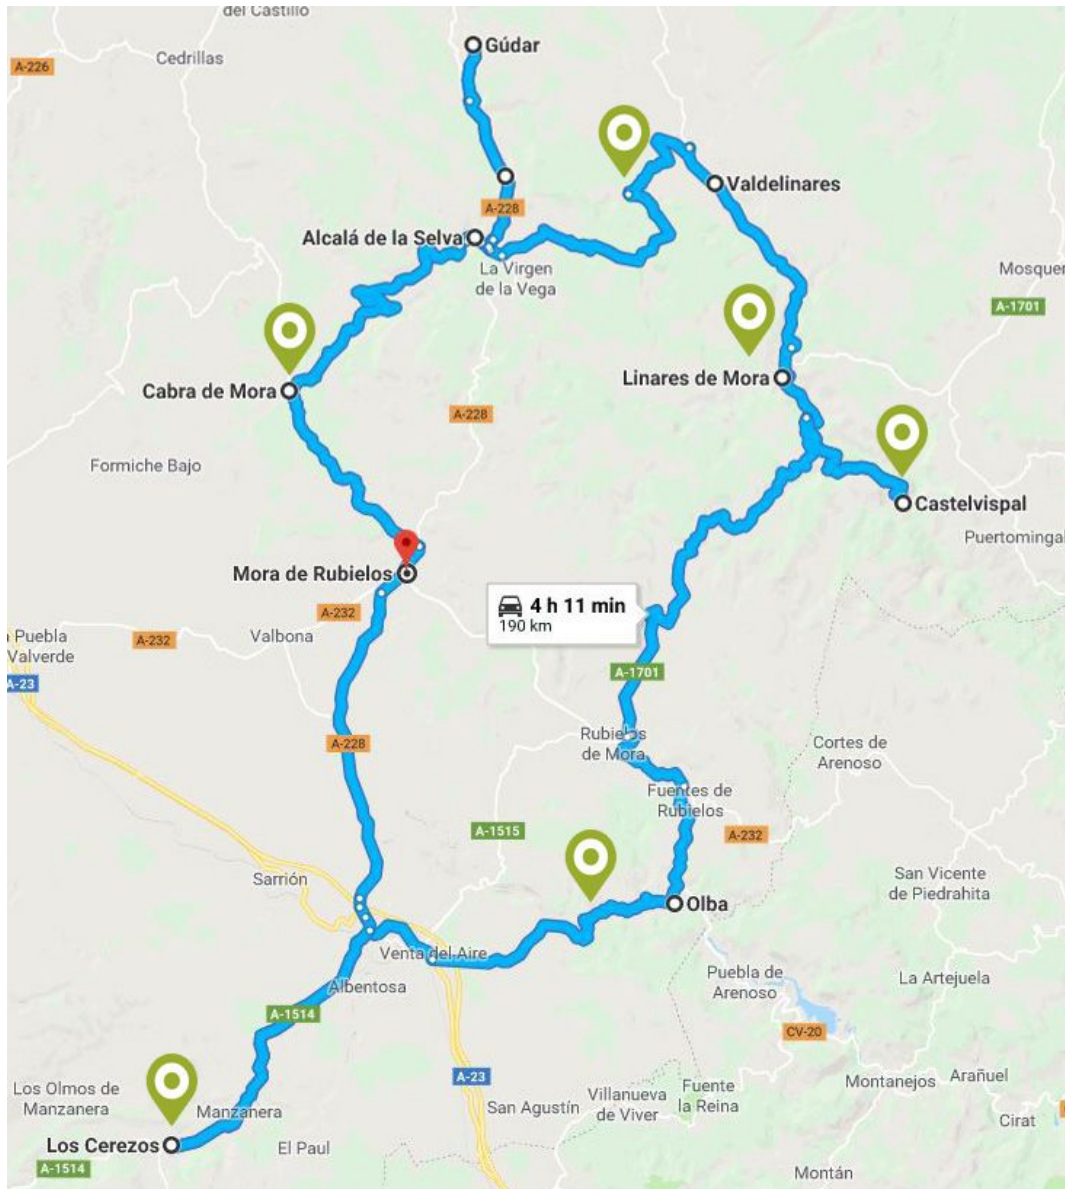 del Castillo
Gúdar
Cedrillas
A-226
Valdelinares
A-228
Alcalá de la Selva
La Virgen
de la Vega
Mosquer
A-1701
Linares de Mora
Cabra de Mora
A-228
Formiche Bajo
Castelvispal
Puertomingal
Mora de Rubielos
4 h 11 min
190 km
A-232
Valbona
A-232
Puebla
Valverde
A-23
A-1701
Rubielos
de Mora
A-228
Cortes de
Arenoso
Fuentes de
Rubielos
A-1515
A-232
Sarrión
San Vicente
de Piedrahita
Olba
Venta del Aire
Puebla de
Arenoso
La Artejuela
Albentosa
A-1514
CV-20
A-23
Los Olmos de
Manzanera
Manzanera
San Agustín
Villanueva
de Viver
Fuente
la Reina
Montanejos
Arañuel
Cirat
Los Cerezos
El Paul
A-1514
Montán